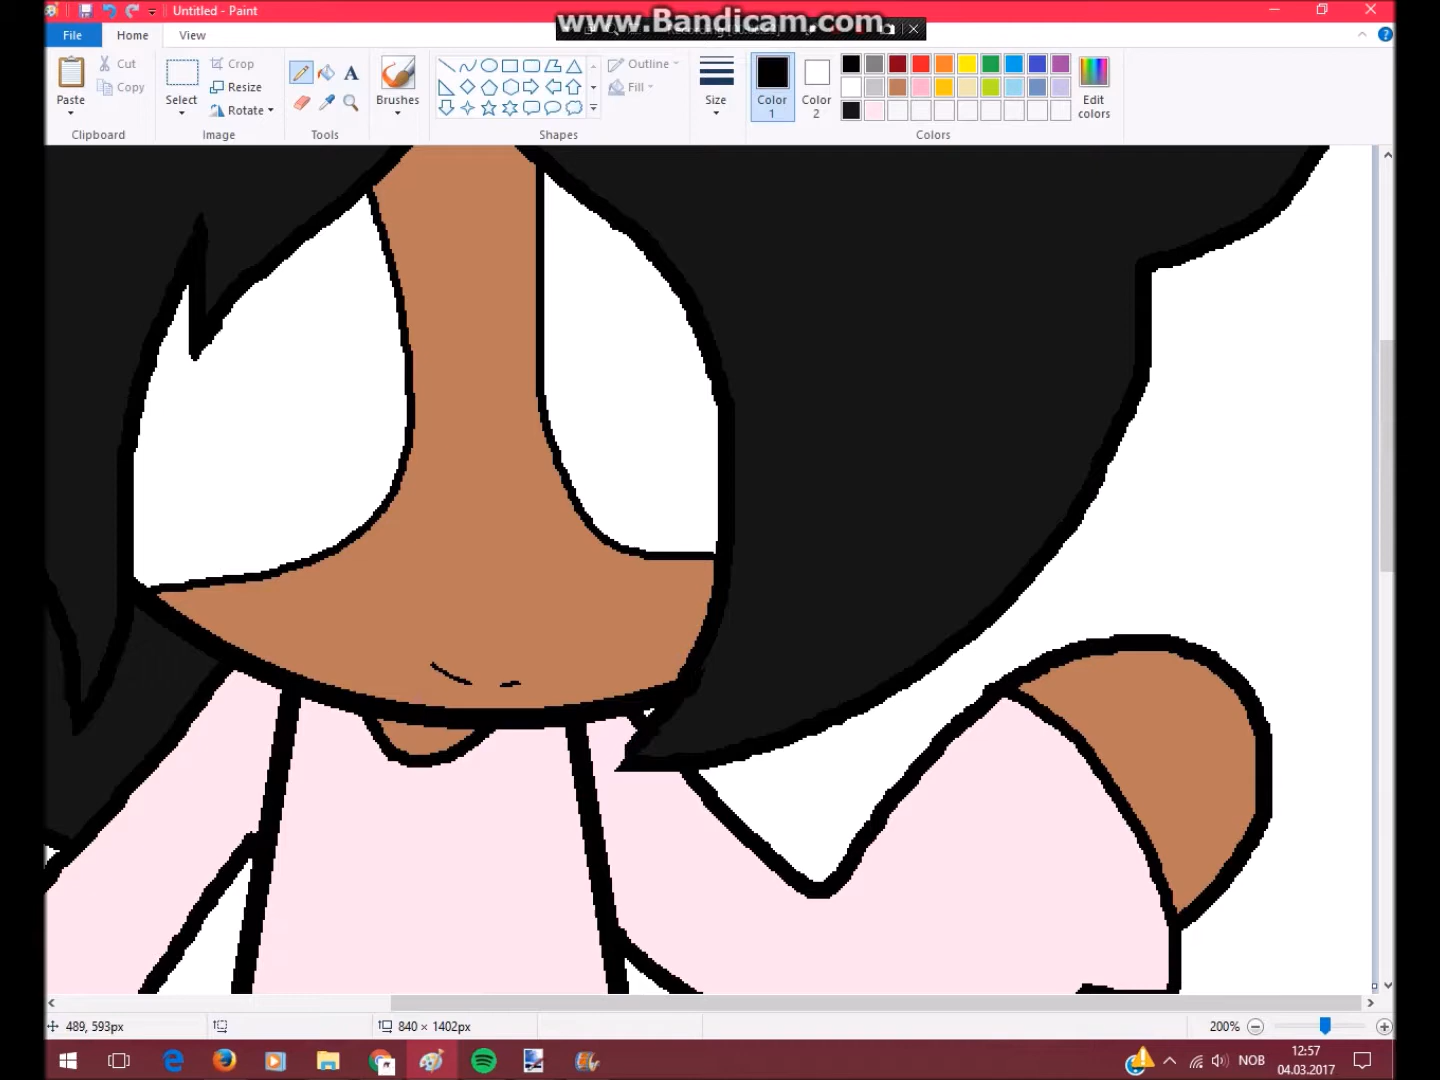 Untitled - Paint
www.Bandicam.com
File Home View
Cut
Copy
Paste
Clipboard
Crop
Resize
Rotate
Select
Image
A
Tools
Brushes
Outline
Fill
Shapes
Size
Color 1
Color 2
Edit colors
Colors
489, 593px
840 × 1402px
200%
NOB
12:57
04.03.2017